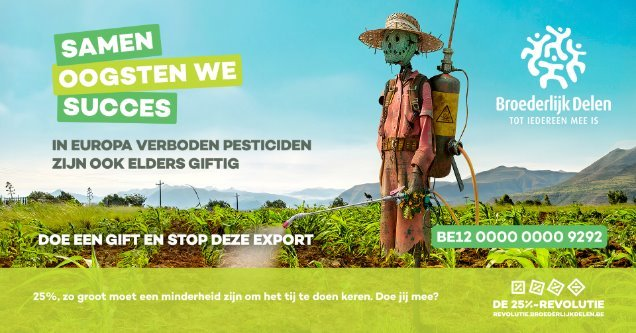 SAMEN
OOGSTEN WE
SUCCES
IN EUROPA VERBODEN PESTICIDEN
ZIJN OOK ELDERS GIFTIG
Broederlijk Delen
TOT IEDEREEN MEE IS
DOE EEN GIFT EN STOP DEZE EXPORT
BE12 0000 0000 9292
25%, zo groot moet een minderheid zijn om het tij te doen keren. Doe jij mee?
DE 25%-REVOLUTIE
REVOLUTIE.BROEDERLIJKDELEN.BE